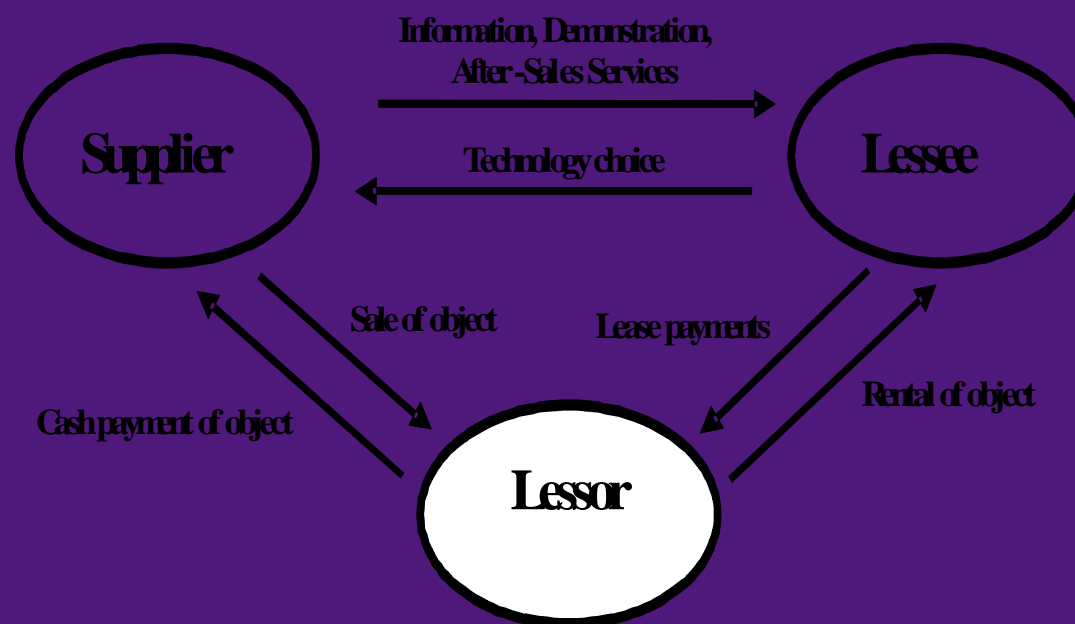 Information, Demonstration,
After-Sales Services
Supplier
Lessee
Technology choice
Sale of object
Lease payments
Rental of object
Cash payment of object
Lessor